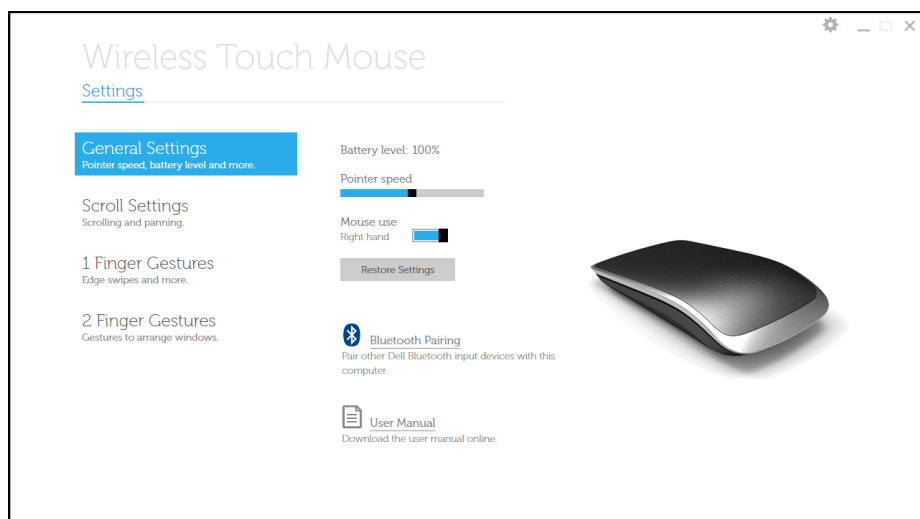 Wireless Touch Mouse
Settings
General Settings
Pointer speed, battery level and more.
Scroll Settings
Scrolling and panning.
1 Finger Gestures
Edge swipes and more.
2 Finger Gestures
Gestures to arrange windows.
Battery level: 100%
Pointer speed
Mouse use
Right hand
Restore Settings
Bluetooth Pairing
Pair other Dell Bluetooth input devices with this
computer.
User Manual
Download the user manual online.